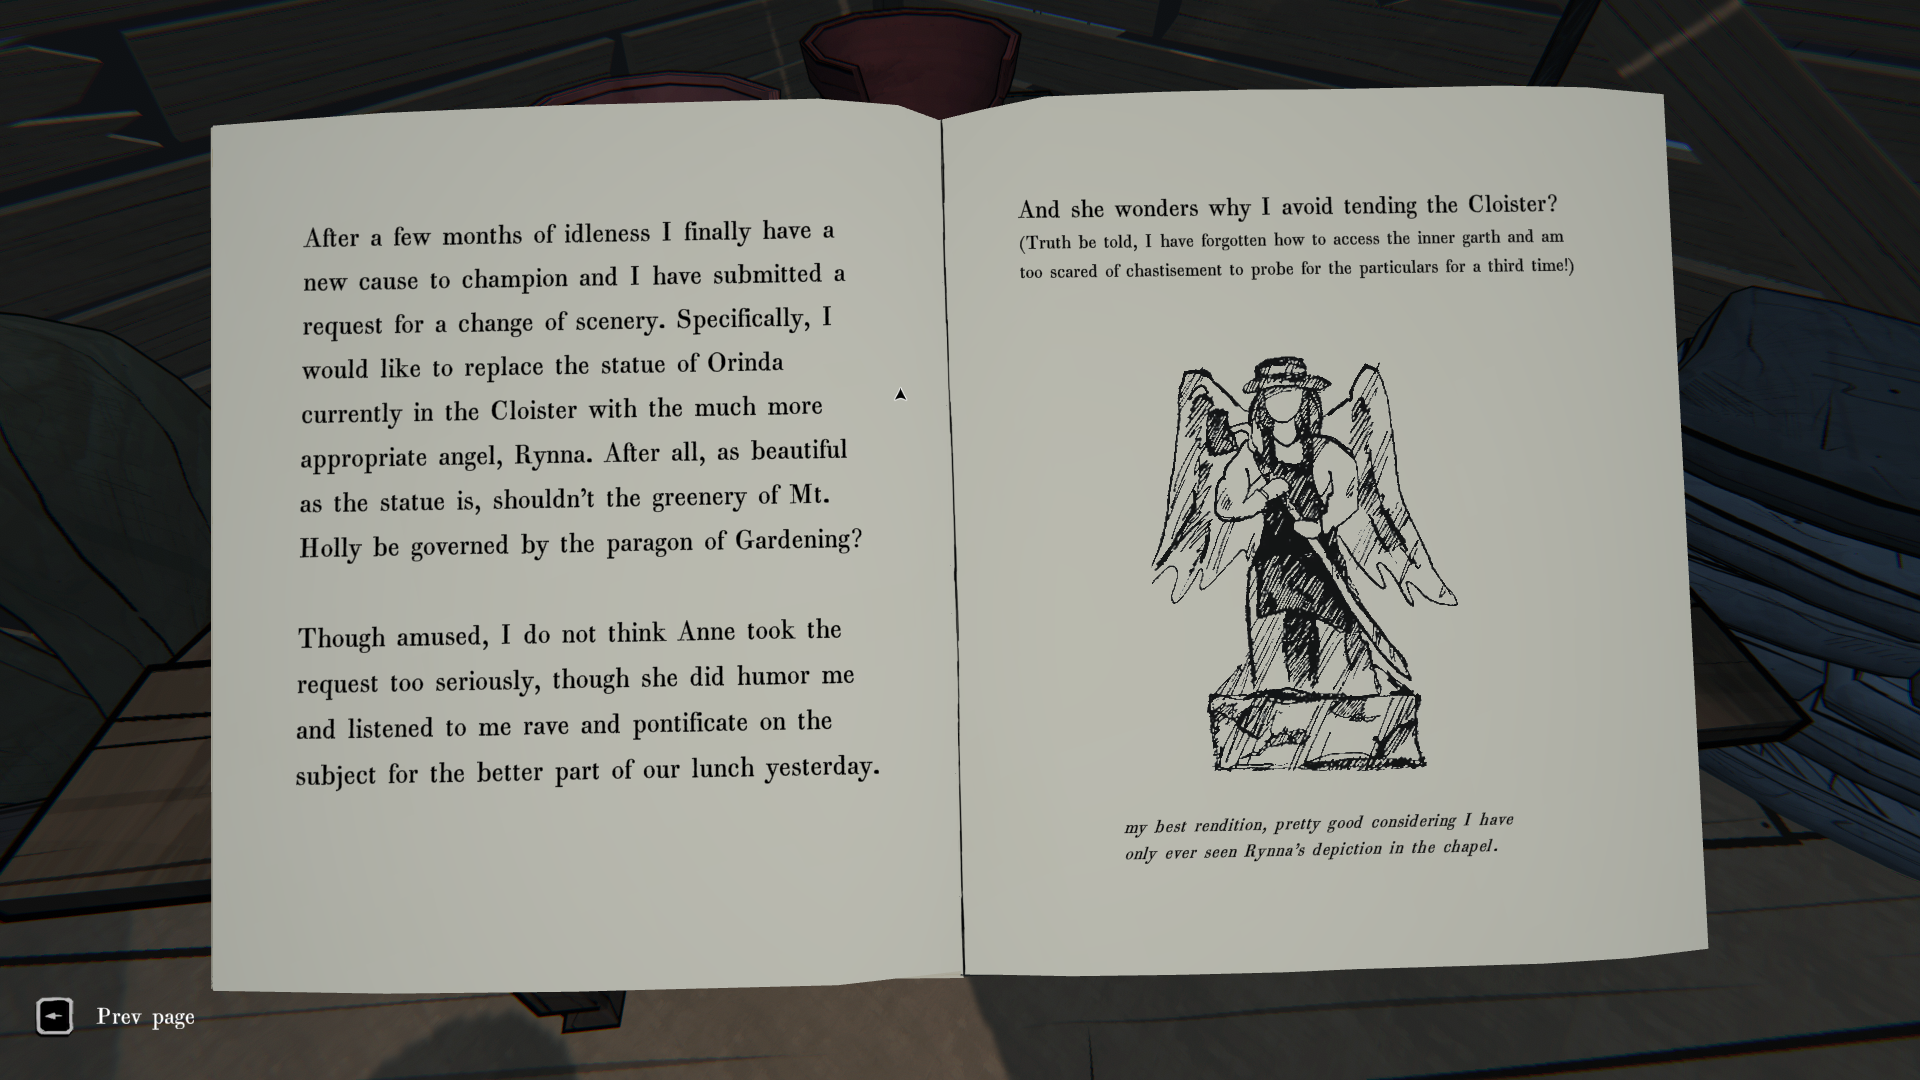 After a few months of idleness I finally have a
new cause to champion and I have submitted a
request for a change of scenery. Specifically, I
would like to replace the statue of Orinda
currently in the Cloister with the much more
appropriate angel, Rynna. After all, as beautiful
as the statue is, shouldn't the greenery of Mt.
Holly be governed by the paragon of Gardening?
Though amused, I do not think Anne took the
request too seriously, though she did humor me
and listened to me rave and pontificate on the
subject for the better part of our lunch yesterday.
And she wonders why I avoid tending the Cloister?
(Truth be told, I have forgotten how to access the inner garth and am
too scared of chastisement to probe for the particulars for a third time!)
my best rendition, pretty good considering I have
only ever seen Rynna's depiction in the chapel.
Prev page